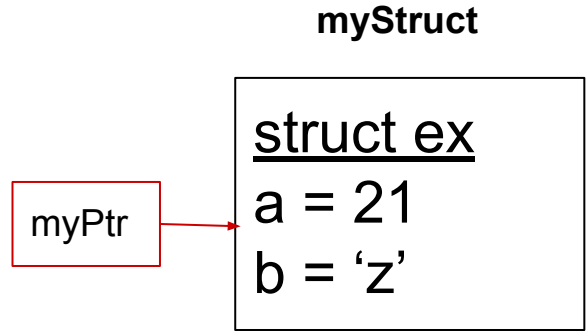 myStruct
struct ex
a = 21
myPtr
b = ‘z’